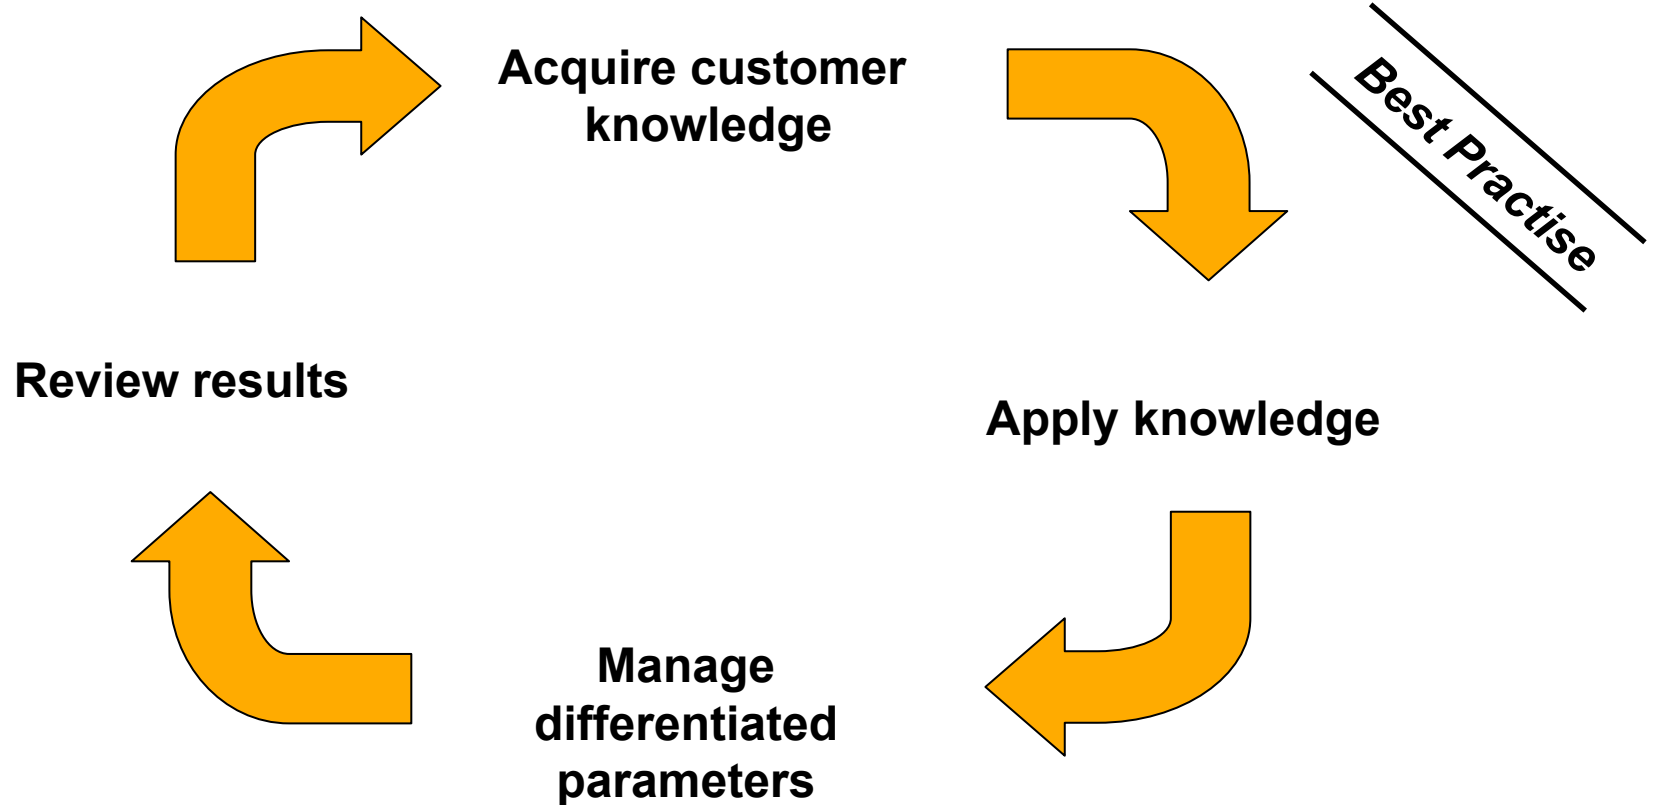 Acquire customer
knowledge
Best Practise
Review results
Apply knowledge
Manage
differentiated
parameters